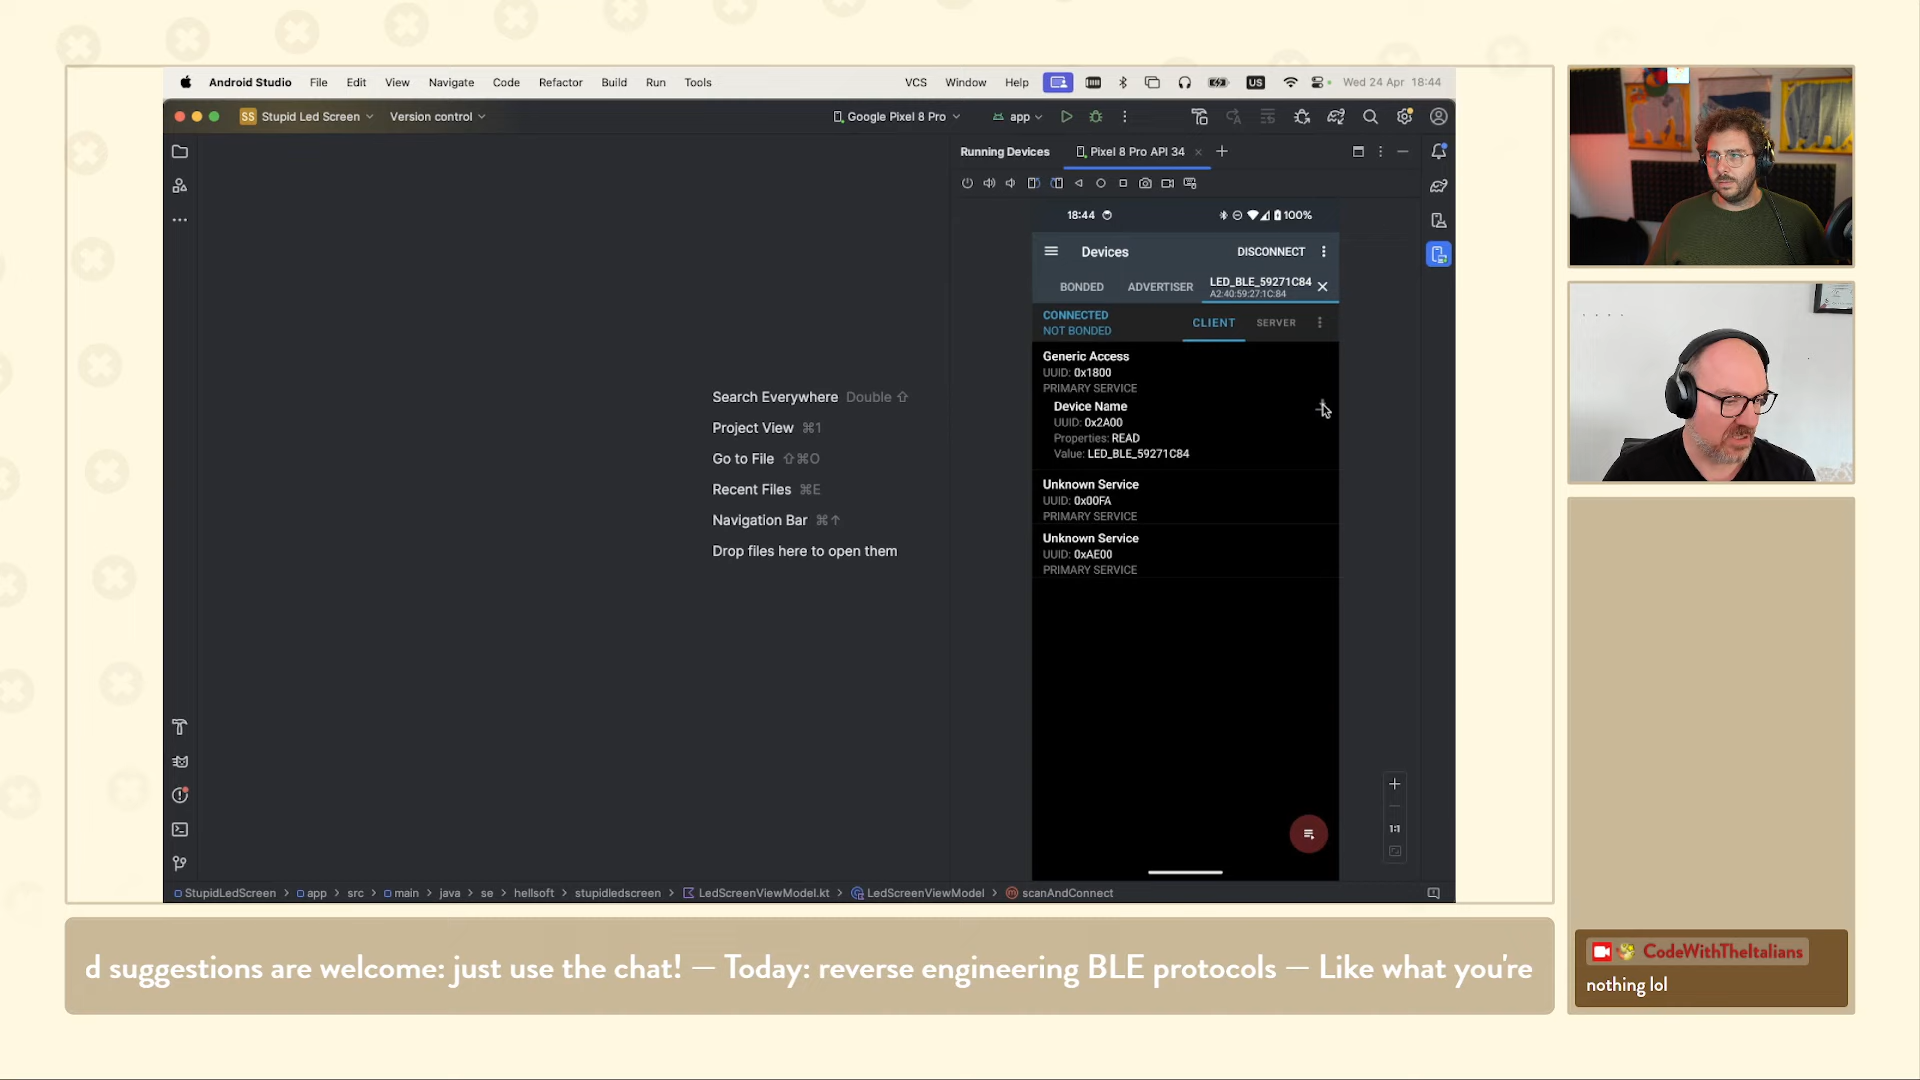 Android Studio File Edit View Navigate Code Refactor Build Run Tools VCS Window Help US Wed 24 Apr 18:44
SS Stupid Led Screen Version control Google Pixel 8 Pro app
Running Devices Pixel 8 Pro API 34
18:44 100%
Devices DISCONNECT
BONDED ADVERTISER LED_BLE_59271C84
A2:40:59:27:1C:84
CONNECTED
NOT BONDED
CLIENT SERVER
Generic Access
UUID: 0x1800
PRIMARY SERVICE
Device Name
UUID: 0x2A00
Properties: READ
Value: LED_BLE_59271C84
Unknown Service
UUID: 0x00FA
PRIMARY SERVICE
Unknown Service
UUID: 0xAE00
PRIMARY SERVICE
Search Everywhere Double ⇧
Project View ⌘1
Go to File ⇧⌘O
Recent Files ⌘E
Navigation Bar ⌘↑
Drop files here to open them
1:1
StupidLedScreen > app > src > main > java > se > hellsoft > stupidledscreen > LedScreenViewModel.kt > LedScreenViewModel > scanAndConnect
d suggestions are welcome: just use the chat! — Today: reverse engineering BLE protocols — Like what you're
CodeWithTheItalians
nothing lol